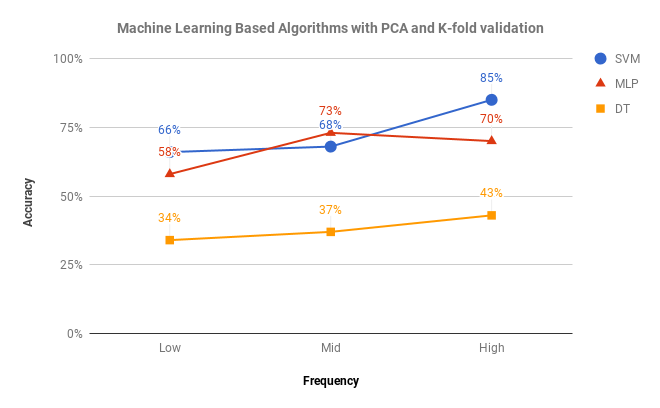 Machine Learning Based Algorithms with PCA and K-fold validation
100%
75%
50%
25%
0%
Accuracy
66%
58%
34%
73%
68%
37%
85%
70%
43%
Low
Mid
High
Frequency
SVM
MLP
DT